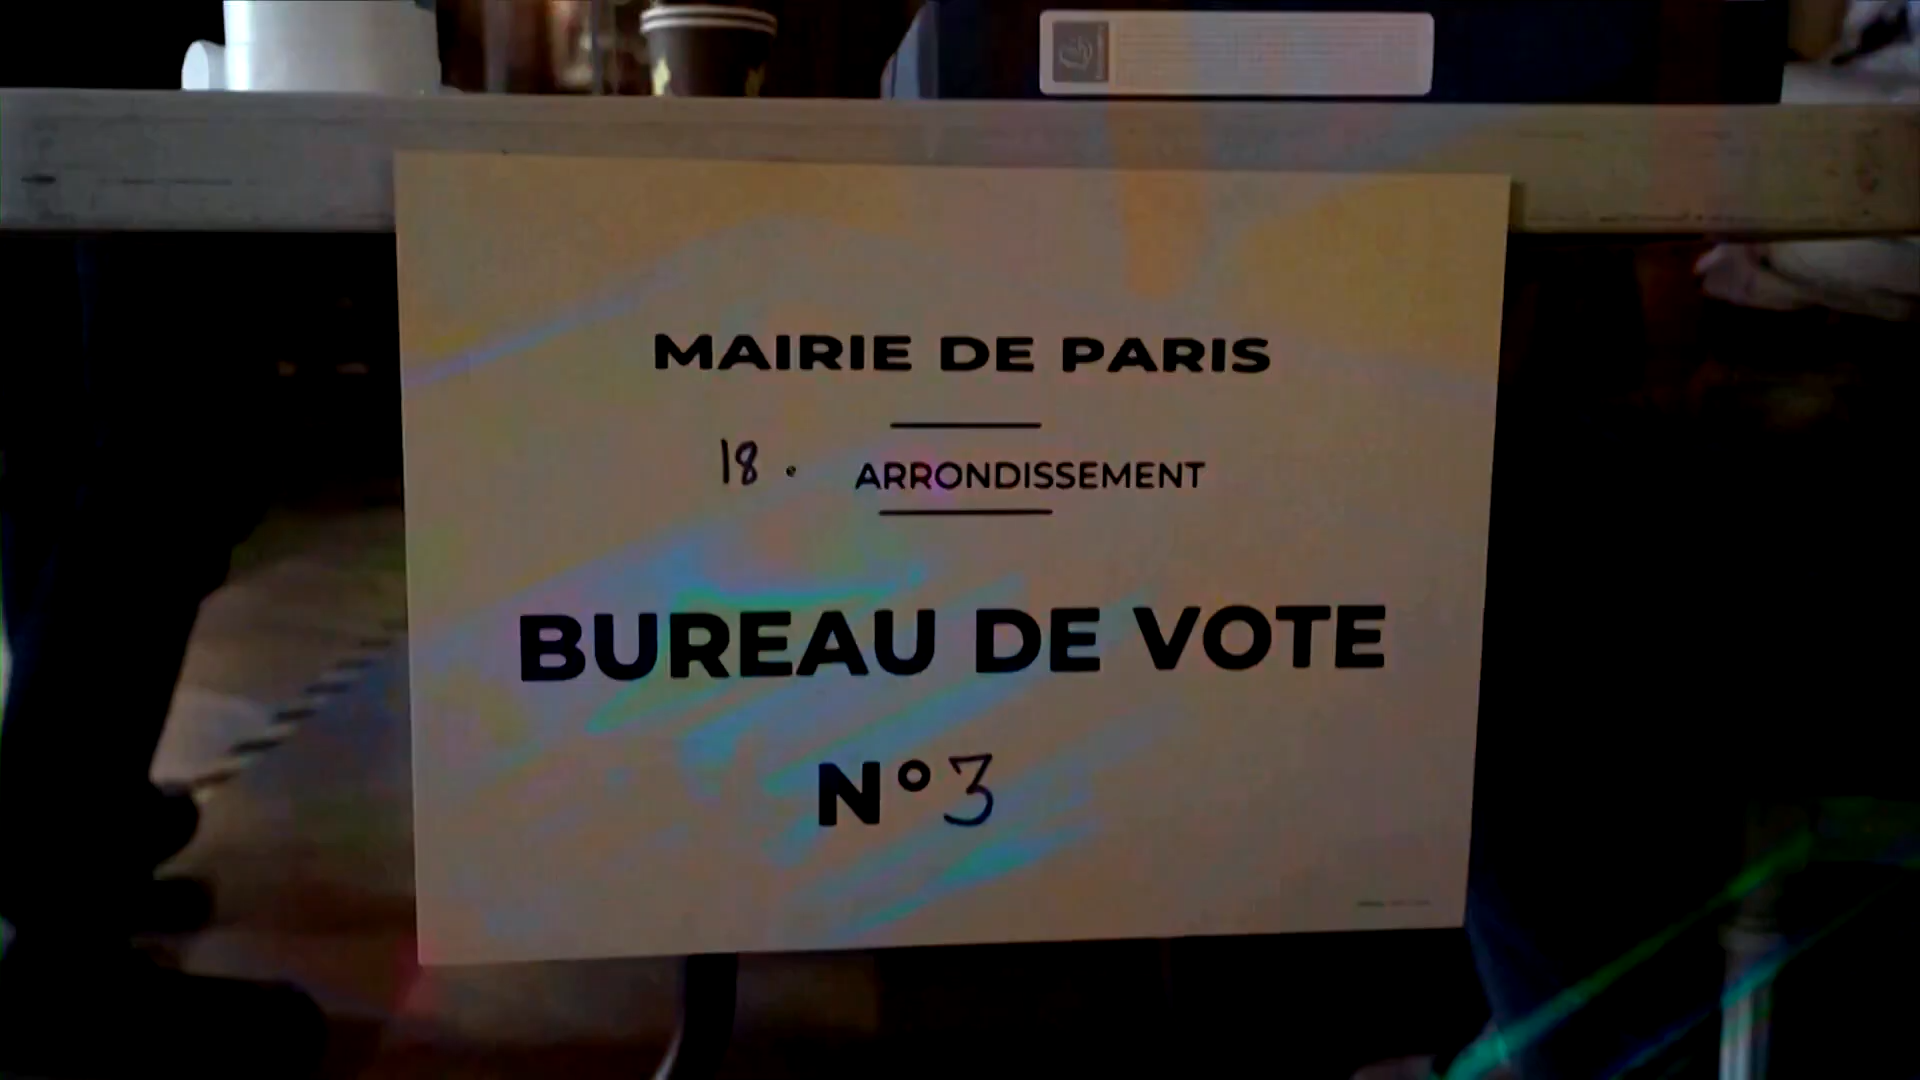 MAIRIE DE PARIS
18. ARRONDISSEMENT
BUREAU DE VOTE
N° 3